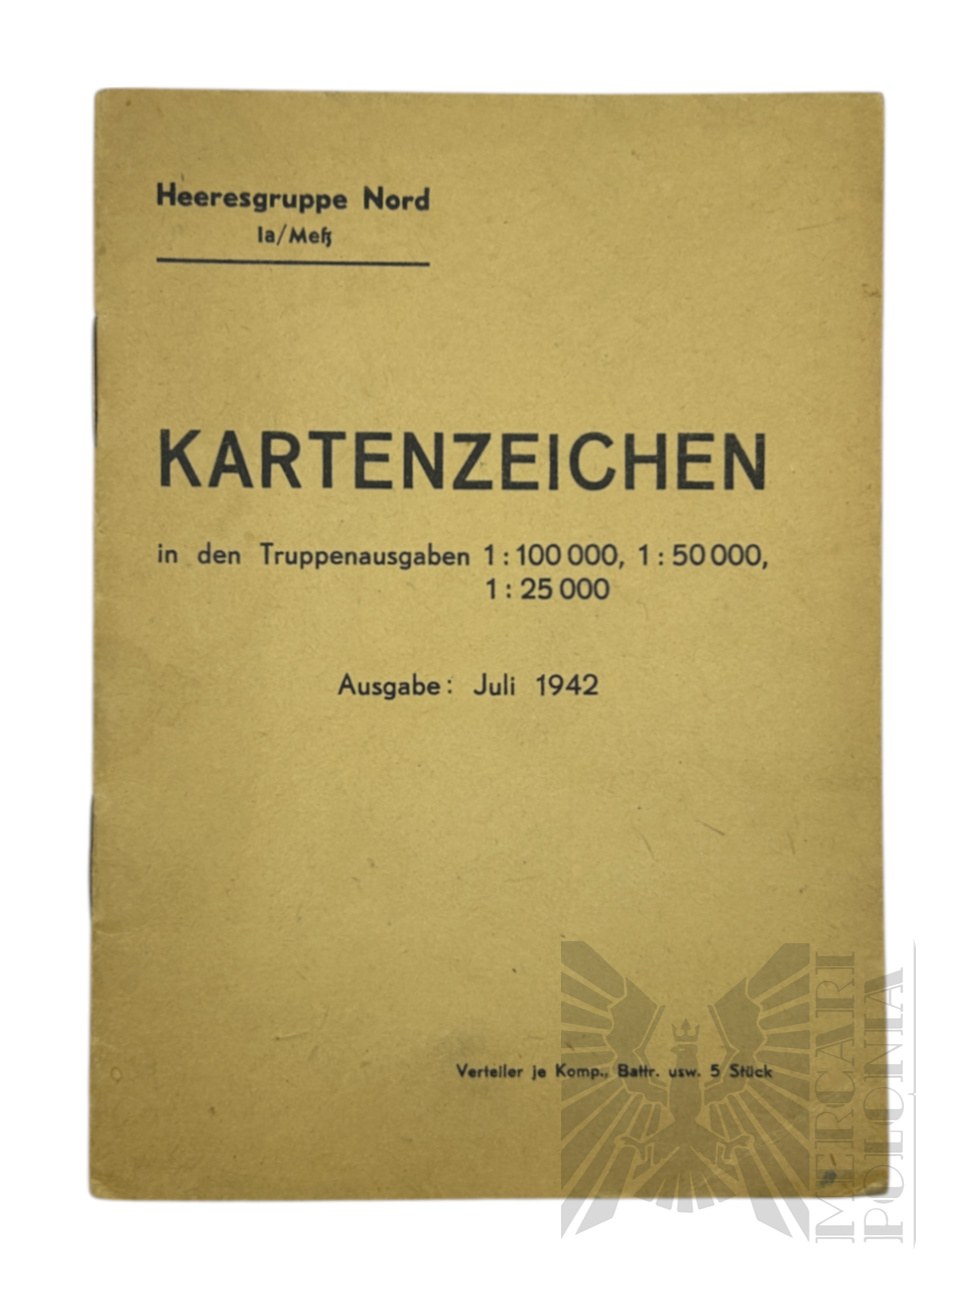 Heeresgruppe Nord
Ia/Meß
KARTENZEICHEN
in den Truppenausgaben 1:100 000, 1:50 000,
1:25 000
Ausgabe: Juli 1942
Verteiler je Komp., Battr. usw. 5 Stück
MERCARI
POLONIA